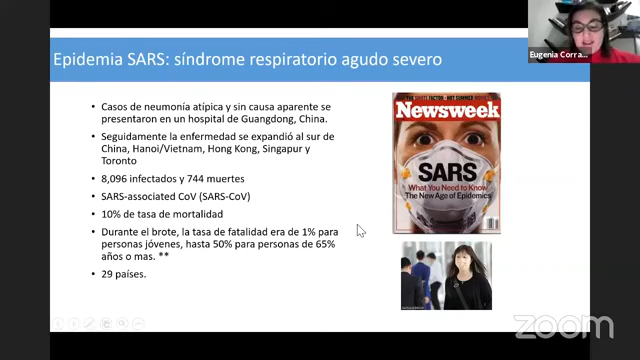 Epidemia SARS: síndrome respiratorio agudo severo
Eugenia Corra...
• Casos de neumonía atípica y sin causa aparente se
presentaron en un hospital de Guangdong, China.
• Seguidamente la enfermedad se expandió al sur de
China, Hanoi/Vietnam, Hong Kong, Singapur y
Toronto
• 8,096 infectados y 744 muertes
• SARS-associated CoV (SARS-CoV)
• 10% de tasa de mortalidad
• Durante el brote, la tasa de fatalidad era de 1% para
personas jóvenes, hasta 50% para personas de 65%
años o mas. **
• 29 países.
Newsweek
SARS
What You Need to Know
The New Age of Epidemics
zoom